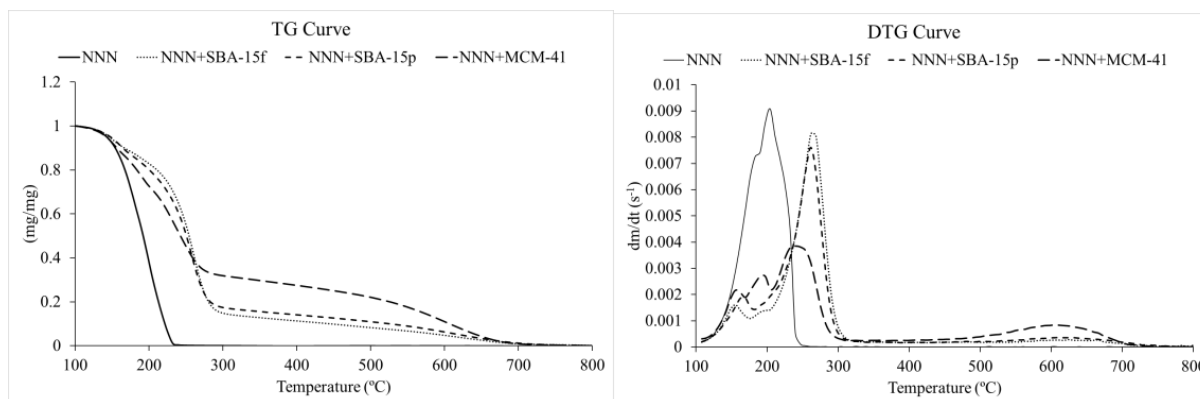 TG Curve
NNN NNN+SBA-15f NNN+SBA-15p NNN+MCM-41
1.2
1
0.8
0.6
0.4
0.2
0
(mg/mg)
100 200 300 400 500 600 700 800
Temperature (ºC)
DTG Curve
NNN NNN+SBA-15f NNN+SBA-15p NNN+MCM-41
0.01
0.009
0.008
0.007
0.006
0.005
0.004
0.003
0.002
0.001
0
dm/dt (s⁻¹)
100 200 300 400 500 600 700 800
Temperature (ºC)